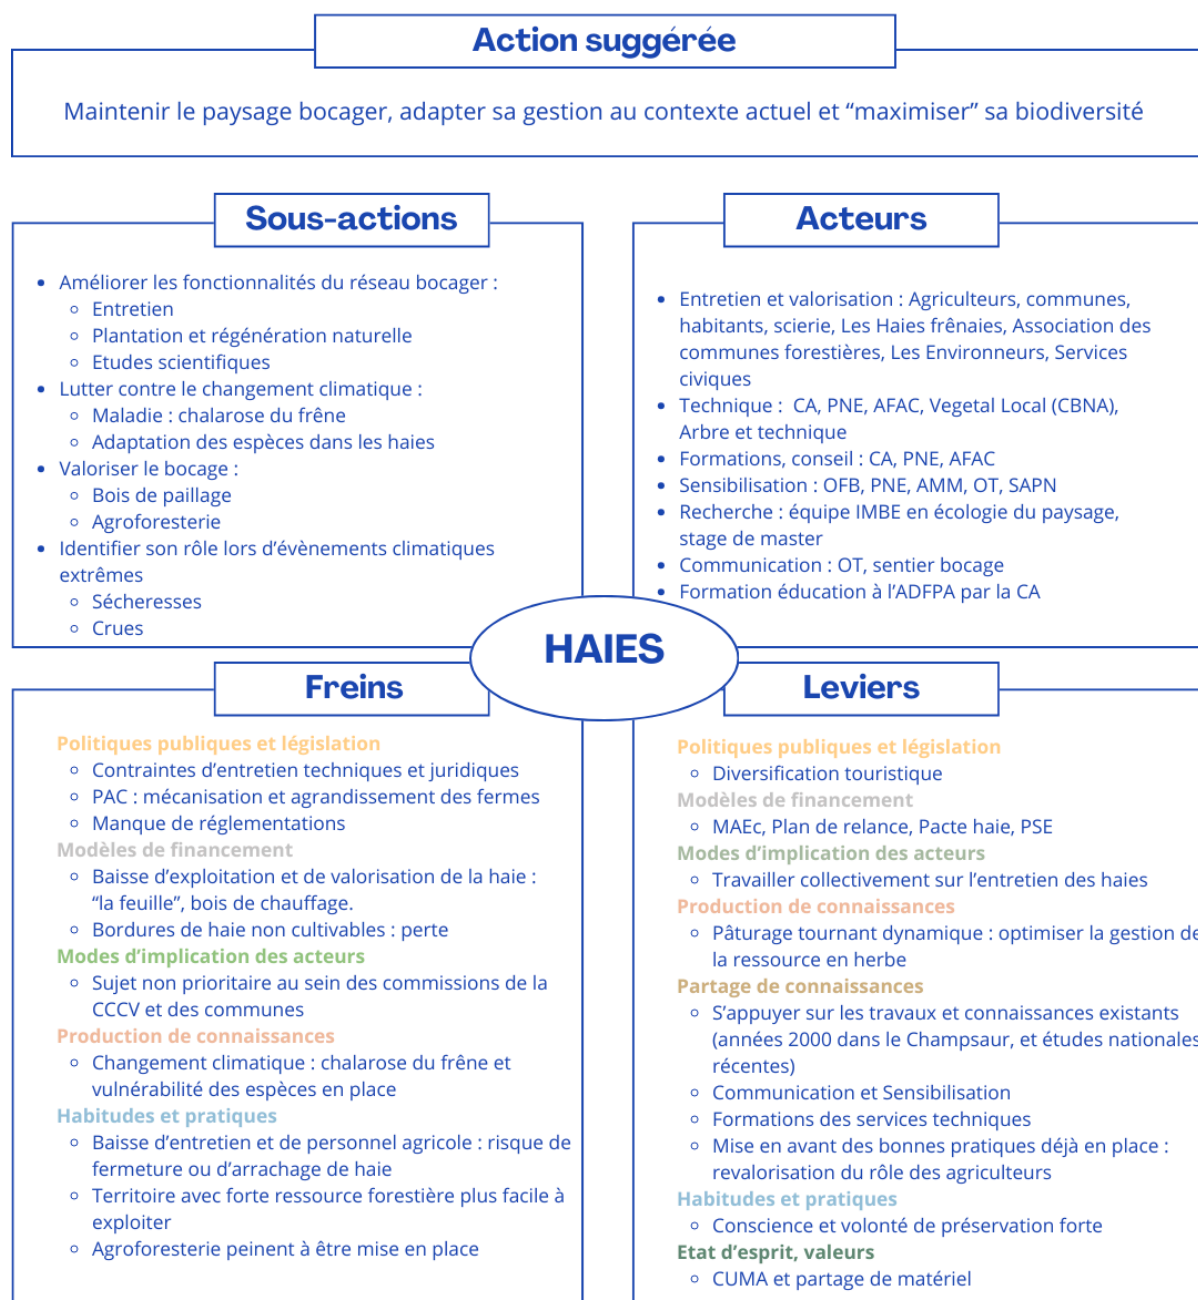 Action suggérée
Maintenir le paysage bocager, adapter sa gestion au contexte actuel et “maximiser” sa biodiversité
Sous-actions
Améliorer les fonctionnalités du réseau bocager :
Entretien
Plantation et régénération naturelle
Etudes scientifiques
Lutter contre le changement climatique :
Maladie : chalarose du frêne
Adaptation des espèces dans les haies
Valoriser le bocage :
Bois de paillage
Agroforesterie
Identifier son rôle lors d’évènements climatiques
extrêmes
Sécheresses
Crues
Acteurs
Entretien et valorisation : Agriculteurs, communes,
habitants, scierie, Les Haies frênaies, Association des
communes forestières, Les Environneurs, Services
civiques
Technique : CA, PNE, AFAC, Vegetal Local (CBNA),
Arbre et technique
Formations, conseil : CA, PNE, AFAC
Sensibilisation : OFB, PNE, AMM, OT, SAPN
Recherche : équipe IMBE en écologie du paysage,
stage de master
Communication : OT, sentier bocage
Formation éducation à l’ADFPA par la CA
HAIES
Freins
Politiques publiques et législation
Contraintes d’entretien techniques et juridiques
PAC : mécanisation et agrandissement des fermes
Manque de réglementations
Modèles de financement
Baisse d’exploitation et de valorisation de la haie :
“la feuille”, bois de chauffage.
Bordures de haie non cultivables : perte
Modes d’implication des acteurs
Sujet non prioritaire au sein des commissions de la
CCCV et des communes
Production de connaissances
Changement climatique : chalarose du frêne et
vulnérabilité des espèces en place
Habitudes et pratiques
Baisse d’entretien et de personnel agricole : risque de
fermeture ou d’arrachage de haie
Territoire avec forte ressource forestière plus facile à
exploiter
Agroforesterie peinent à être mise en place
Leviers
Politiques publiques et législation
Diversification touristique
Modèles de financement
MAEc, Plan de relance, Pacte haie, PSE
Modes d’implication des acteurs
Travailler collectivement sur l’entretien des haies
Production de connaissances
Pâturage tournant dynamique : optimiser la gestion de
la ressource en herbe
Partage de connaissances
S’appuyer sur les travaux et connaissances existants
(années 2000 dans le Champsaur, et études nationales
récentes)
Communication et Sensibilisation
Formations des services techniques
Mise en avant des bonnes pratiques déjà en place :
revalorisation du rôle des agriculteurs
Habitudes et pratiques
Conscience et volonté de préservation forte
Etat d’esprit, valeurs
CUMA et partage de matériel